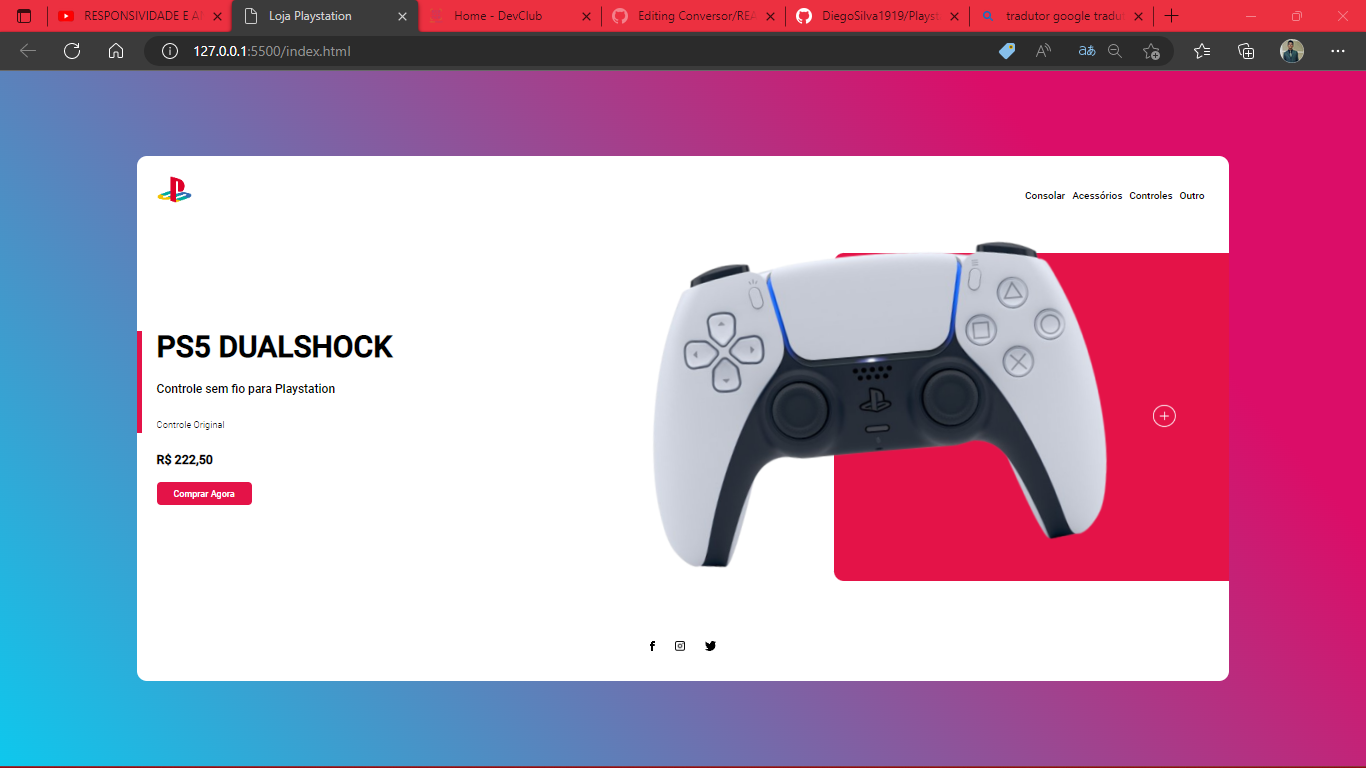 RESPONSIVIDADE E A
Loja Playstation
Home - DevClub
Editing Conversor/REA
DiegoSilva1919/Playst
tradutor google tradut
127.0.0.1:5500/index.html
Consolar Acessórios Controles Outro
PS5 DUALSHOCK
Controle sem fio para Playstation
Controle Original
R$ 222,50
Comprar Agora